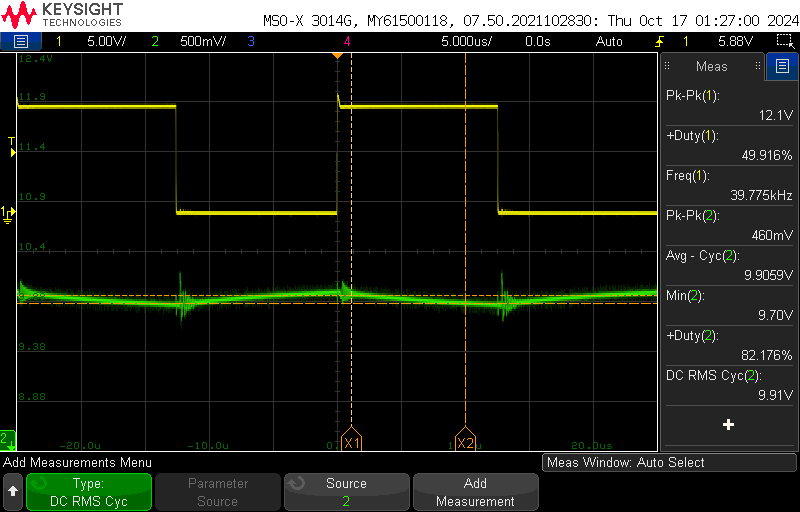 KEYSIGHT
TECHNOLOGIES
MSO-X 3014G, MY61500118, 07.50.2021102830: Thu Oct 17 01:27:00 2024
1 5.00V/ 2 500mV/ 3 4 5.000us/ 0.0s Auto 1 5.88V
12.4V
11.9
11.4
10.9
10.4
9.38
8.88
T
1
2
-20.0u -10.0u 20.0us
X1 X2
Meas
Pk-Pk(1):
12.1V
+Duty(1):
49.916%
Freq(1):
39.775kHz
Pk-Pk(2):
460mV
Avg - Cyc(2):
9.9059V
Min(2):
9.70V
+Duty(2):
82.176%
DC RMS Cyc(2):
9.91V
Add Measurements Menu
Meas Window: Auto Select
Type:
DC RMS Cyc
Parameter
Source
Source
2
Add
Measurement